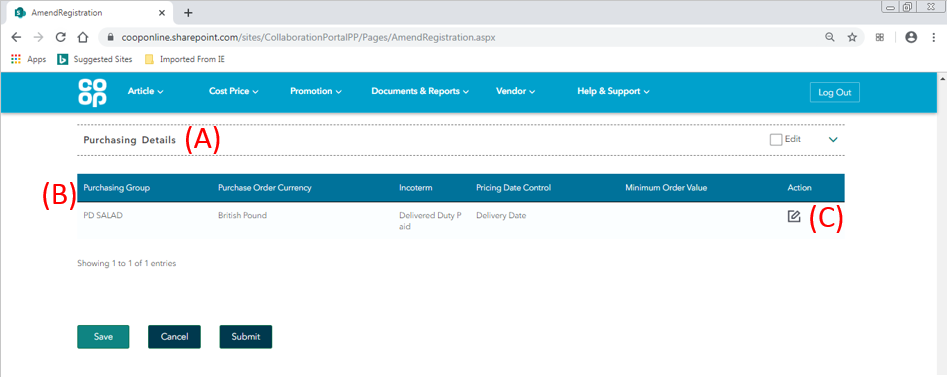 AmendRegistration
cooponline.sharepoint.com/sites/CollaborationPortalPP/Pages/AmendRegistration.aspx
Apps Suggested Sites Imported From IE
CO
OP
Article Cost Price Promotion Documents & Reports Vendor Help & Support Log Out
Purchasing Details (A) Edit
(B) Purchasing Group Purchase Order Currency Incoterm Pricing Date Control Minimum Order Value Action
PD SALAD British Pound Delivered Duty P Delivery Date (C)
aid
Showing 1 to 1 of 1 entries
Save Cancel Submit